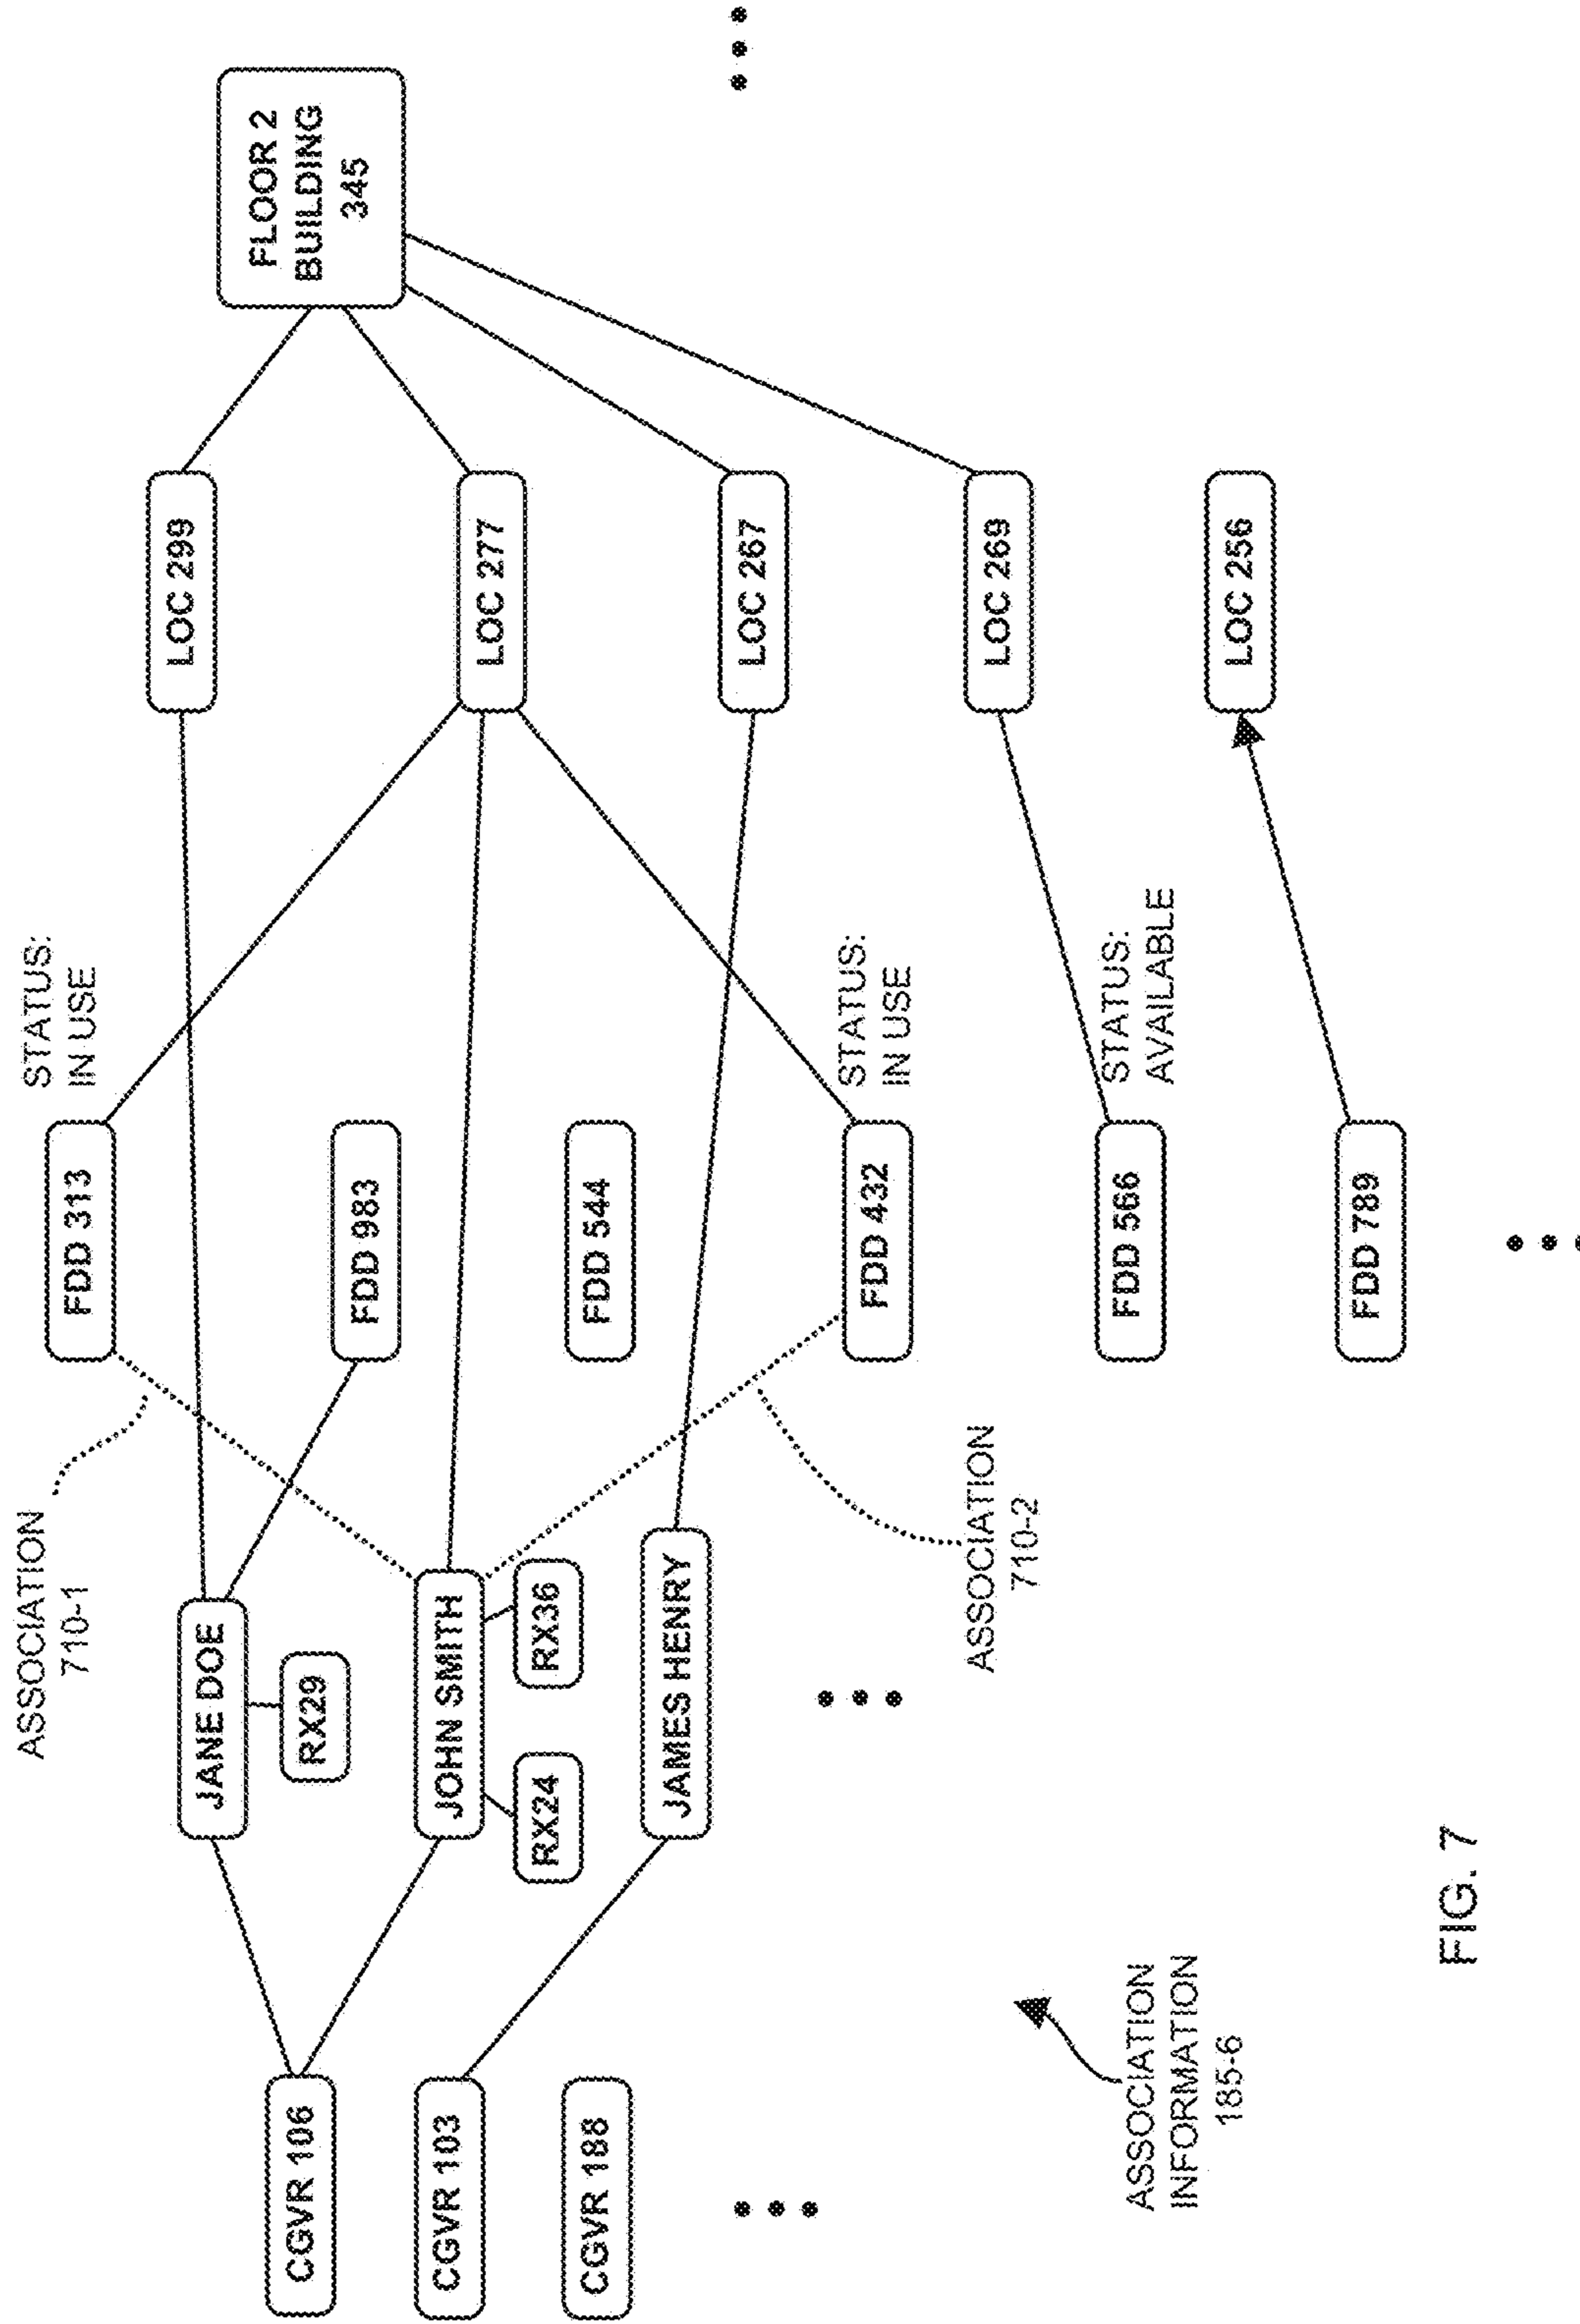 ASSOCIATION
710-1
STATUS:
IN USE
FDD 313
JANE DOE
LOC 299
RX29
FLOOR 2
BUILDING
345
CGVR 106
FDD 983
JOHN SMITH
LOC 277
CGVR 103
RX24
RX36
FDD 544
CGVR 188
JAMES HENRY
LOC 267
STATUS:
IN USE
FDD 432
ASSOCIATION
710-2
LOC 269
STATUS:
AVAILABLE
FDD 566
ASSOCIATION
INFORMATION
185-6
LOC 256
FDD 789
FIG. 7